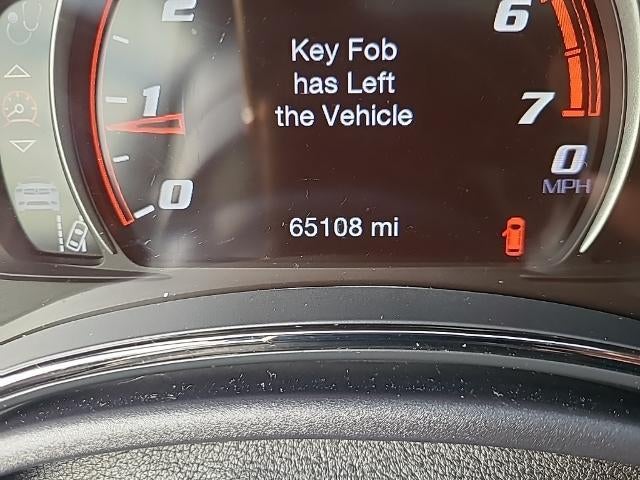 2
1
0
Key Fob
has Left
the Vehicle
6
7
0
MPH
65108 mi